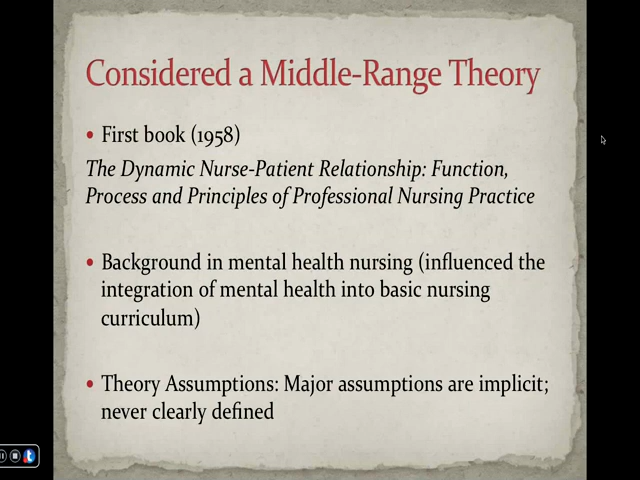 Considered a Middle-Range Theory
• First book (1958)
The Dynamic Nurse-Patient Relationship: Function,
Process and Principles of Professional Nursing Practice
• Background in mental health nursing (influenced the
integration of mental health into basic nursing
curriculum)
• Theory Assumptions: Major assumptions are implicit;
never clearly defined
t